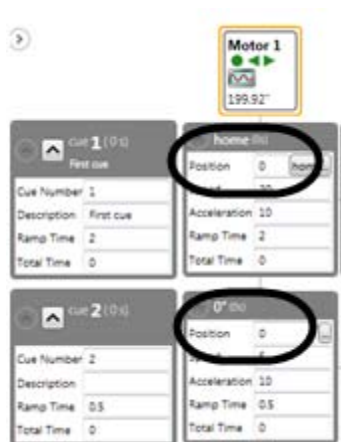 Motor 1
199.92"
cue 1 (0 s)
First cue
Cue Number 1
Description First cue
Ramp Time 2
Total Time 0
home (0s)
Position 0 hom ...
Acceleration 10
Ramp Time 2
Total Time 0
cue 2 (0 s)
Cue Number 2
Description
Ramp Time 0.5
Total Time 0
0" (0s)
Position 0 ...
Acceleration 10
Ramp Time 0.5
Total Time 0